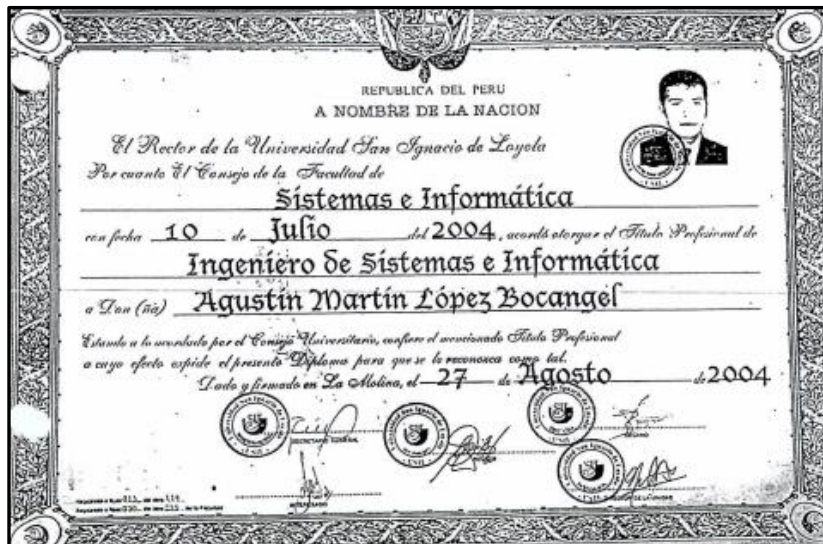 REPUBLICA DEL PERU
A NOMBRE DE LA NACION
El Rector de la Universidad San Ignacio de Loyola
Por cuanto El Consejo de la Facultad de
Sistemas e Informática
con fecha 10 de Julio del 2004, acordó otorgar el Título Profesional de
Ingeniero de Sistemas e Informática
a Don (ña) Agustín Martín López Bocangel
Estando a lo acordado por el Consejo Universitario, confiere el mencionado Título Profesional
a cuyo efecto expide el presente Diploma para que se le reconozca como tal.
Dado y firmado en La Molina, el 27 de Agosto de 2004
SECRETARIO GENERAL
DECANO
INTERESADO